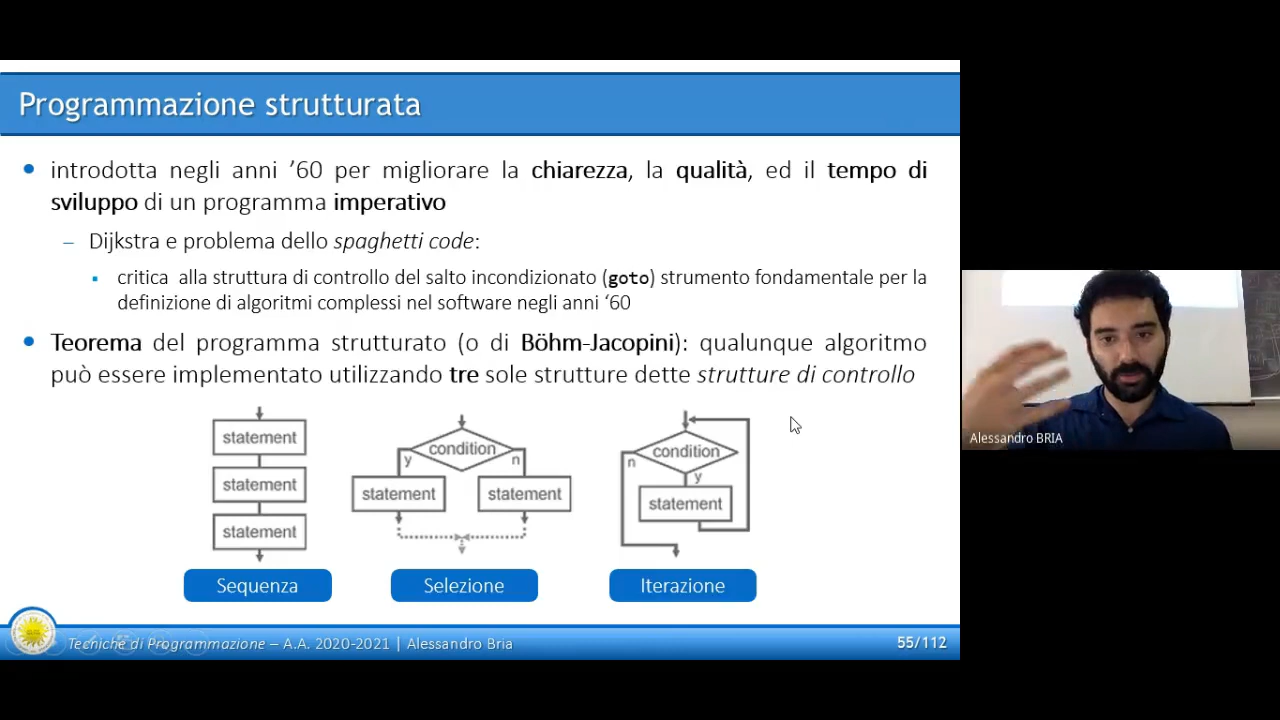 Programmazione strutturata
• introdotta negli anni ’60 per migliorare la chiarezza, la qualità, ed il tempo di
sviluppo di un programma imperativo
– Dijkstra e problema dello spaghetti code:
▪ critica alla struttura di controllo del salto incondizionato (goto) strumento fondamentale per la
definizione di algoritmi complessi nel software negli anni ‘60
• Teorema del programma strutturato (o di Böhm-Jacopini): qualunque algoritmo
può essere implementato utilizzando tre sole strutture dette strutture di controllo
statement
statement
statement
Sequenza
condition
y n
statement statement
Selezione
condition
n
y
statement
Iterazione
Alessandro BRIA
Tecniche di Programmazione – A.A. 2020-2021 | Alessandro Bria
55/112